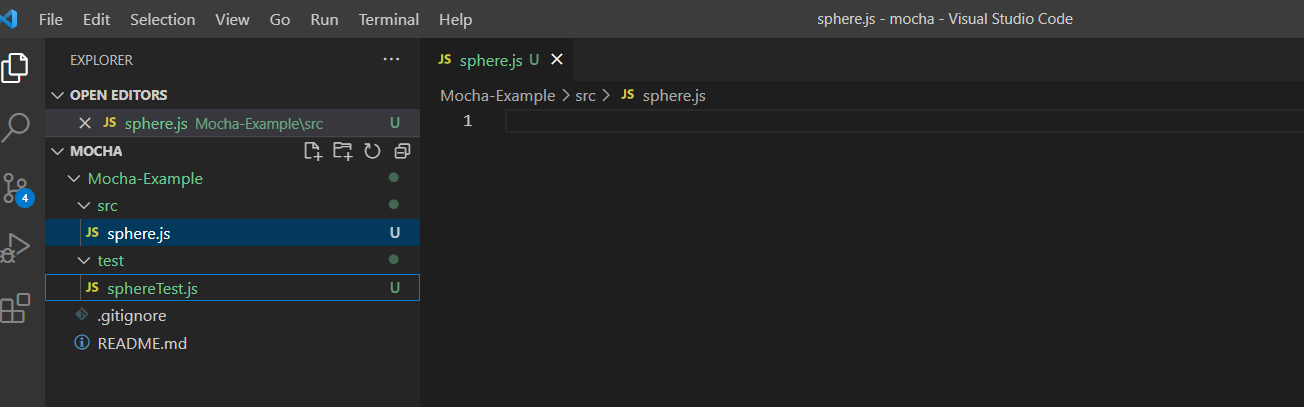 File Edit Selection View Go Run Terminal Help sphere.js - mocha - Visual Studio Code
EXPLORER ...
OPEN EDITORS
JS sphere.js Mocha-Example\src U
MOCHA
Mocha-Example
src
JS sphere.js U
test
JS sphereTest.js U
.gitignore
README.md
4
JS sphere.js U
Mocha-Example > src > JS sphere.js
1